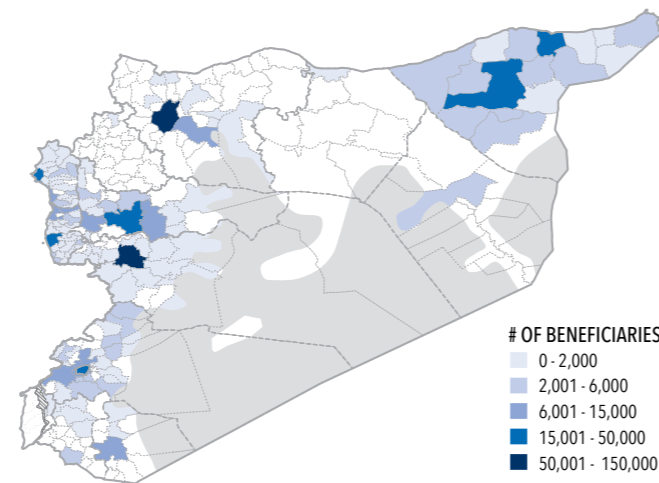 # OF BENEFICIARIES
0 - 2,000
2,001 - 6,000
6,001 - 15,000
15,001 - 50,000
50,001 - 150,000